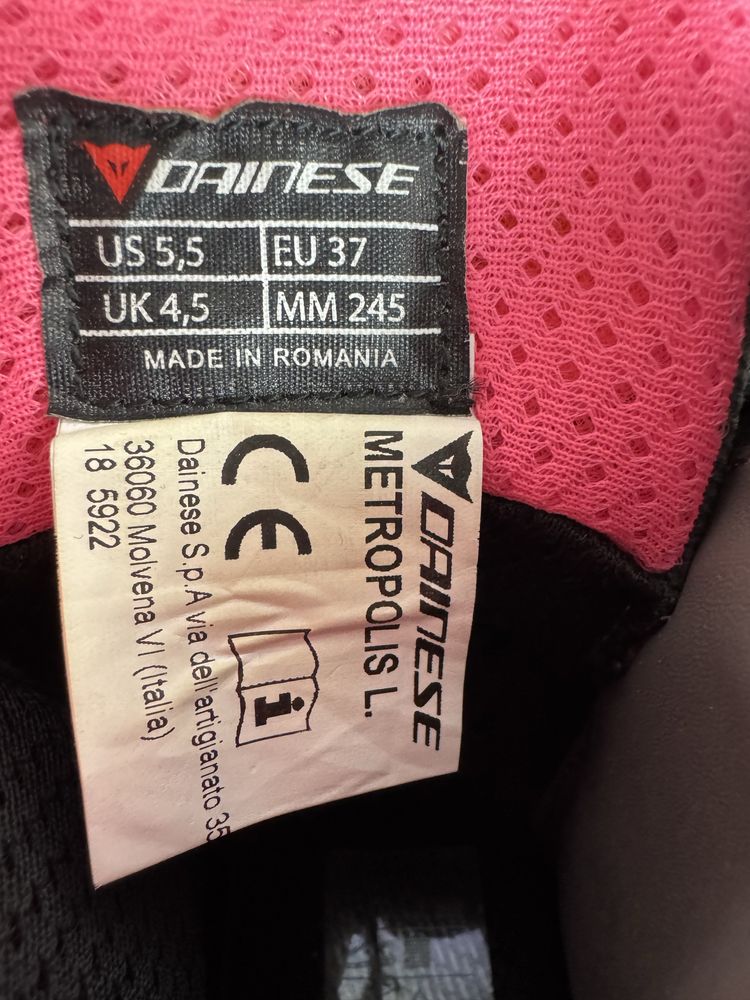 DAINESE
US 5,5 EU 37
UK 4,5 MM 245
MADE IN ROMANIA
DAINESE
METROPOLIS L.
CE
i
Dainese S.p.A via dell'artigianato 35
36060 Molvena VI (Italia)
18 5922